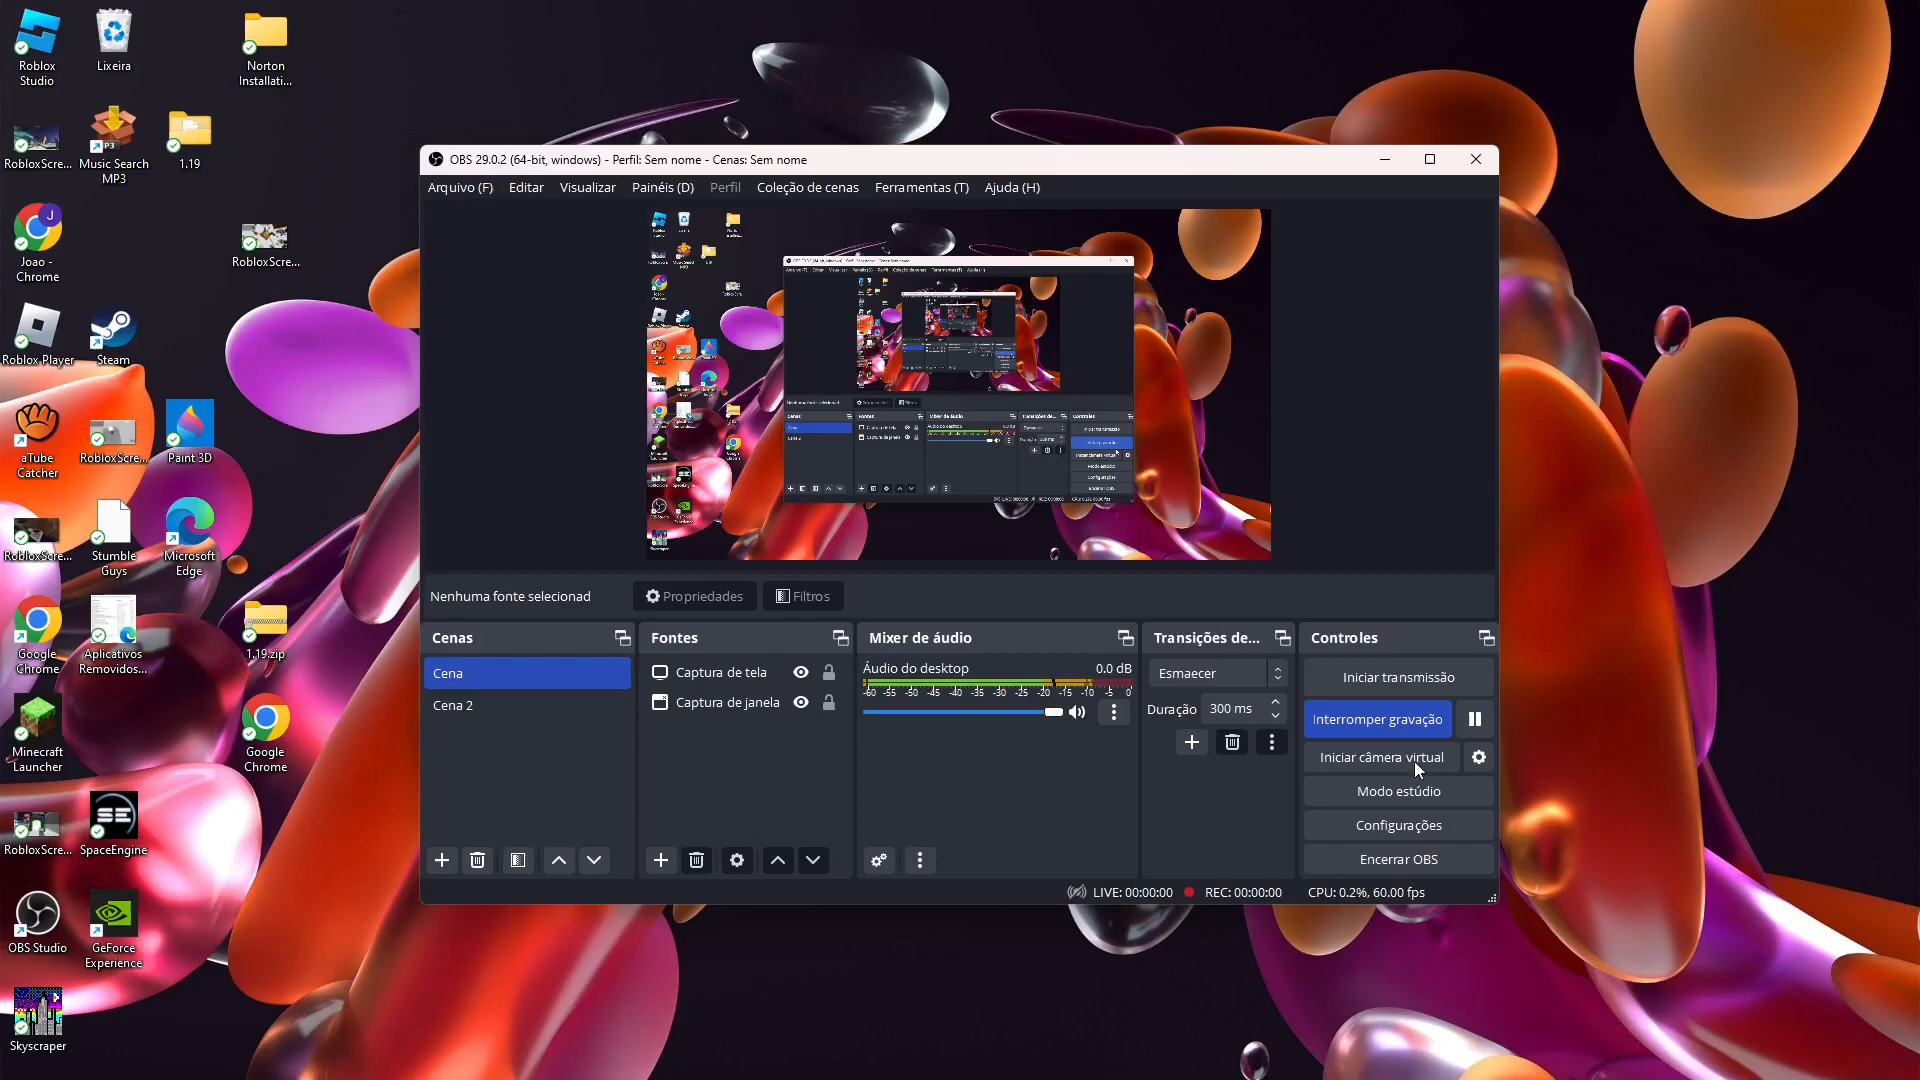 Roblox
Studio
Lixeira
Norton
Installati...
RobloxScre...
Music Search
MP3
1.19
Joao -
Chrome
RobloxScre...
Roblox Player
Steam
aTube
Catcher
RobloxScre...
Paint 3D
RobloxScre...
Stumble
Guys
Microsoft
Edge
Google
Chrome
Aplicativos
Removidos...
1.19.zip
Minecraft
Launcher
Google
Chrome
RobloxScre...
SpaceEngine
OBS Studio
GeForce
Experience
Skyscraper
OBS 29.0.2 (64-bit, windows) - Perfil: Sem nome - Cenas: Sem nome
Arquivo (F) Editar Visualizar Painéis (D) Perfil Coleção de cenas Ferramentas (T) Ajuda (H)
Nenhuma fonte selecionad Propriedades Filtros
Cenas
Cena
Cena 2
Fontes
Captura de tela
Captura de janela
Mixer de áudio
Áudio do desktop 0.0 dB
-60 -55 -50 -45 -40 -35 -30 -25 -20 -15 -10 -5 0
Transições de...
Esmaecer
Duração 300 ms
Controles
Iniciar transmissão
Interromper gravação
Iniciar câmera virtual
Modo estúdio
Configurações
Encerrar OBS
LIVE: 00:00:00 REC: 00:00:00 CPU: 0.2%, 60.00 fps